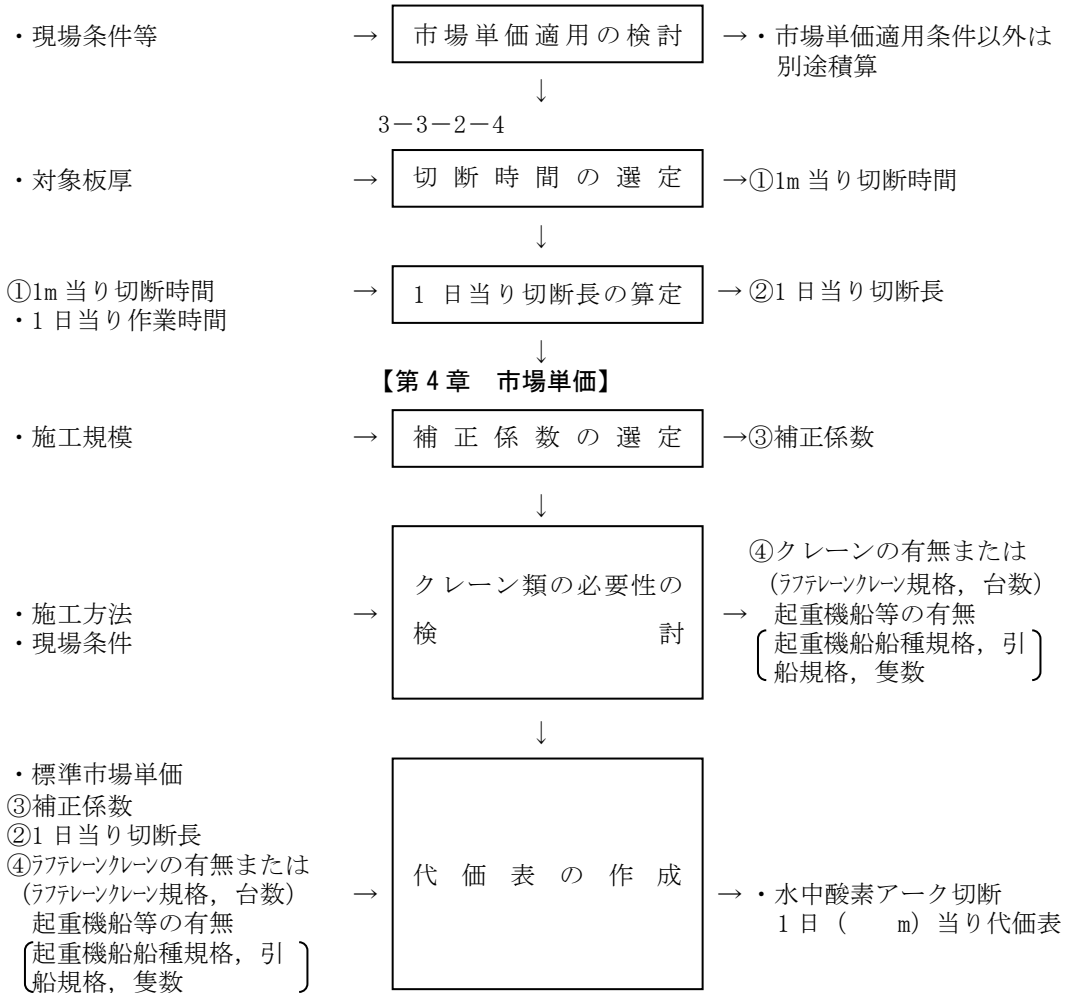 ・現場条件等 → 市場単価適用の検討 →・市場単価適用条件以外は
別途積算
↓
3－3－2－4
・対象板厚 → 切断時間の選定 →①1m 当り切断時間
↓
①1m 当り切断時間 → 1 日当り切断長の算定 → ②1 日当り切断長
・1 日当り作業時間
↓
【第4章 市場単価】
・施工規模 → 補正係数の選定 →③補正係数
↓
④クレーンの有無または
クレーン類の必要性の (ﾗﾌﾃﾚｰﾝｸﾚｰﾝ規格，台数)
・施工方法 → 検討 → 起重機船等の有無
・現場条件 起重機船船種規格，引
船規格，隻数
↓
・標準市場単価
③補正係数
②1 日当り切断長
④ﾗﾌﾃﾚｰﾝｸﾚｰﾝの有無または
(ﾗﾌﾃﾚｰﾝｸﾚｰﾝ規格，台数) → 代価表の作成 → ・水中酸素アーク切断
起重機船等の有無 1 日（　　m）当り代価表
起重機船船種規格，引
船規格，隻数